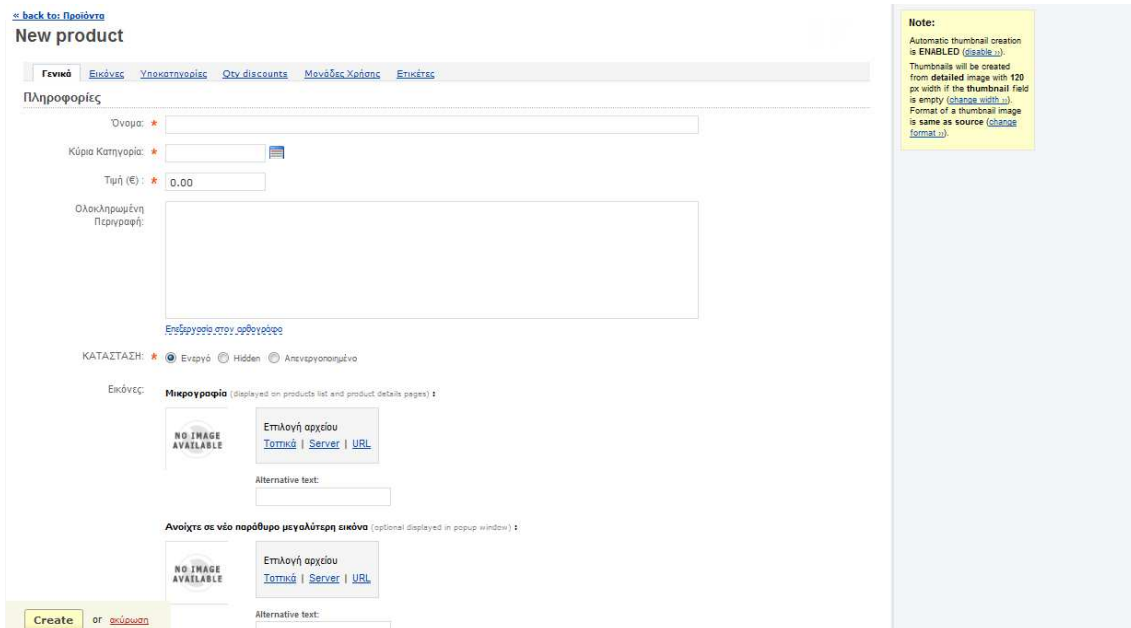 « back to: Προϊόντα
New product
Γενικά Εικόνες Υποκατηγορίες Qty discounts Μονάδες Χρήσης Ετικέτες
Πληροφορίες
Όνομα: *
Κύρια Κατηγορία: *
Τιμή (€) : * 0.00
Ολοκληρωμένη
Περιγραφή:
Επεξεργασία στον ορθογράφο
ΚΑΤΑΣΤΑΣΗ: * Ενεργό Hidden Απενεργοποιημένο
Εικόνες: Μικρογραφία (displayed on products list and product details pages) :
NO IMAGE
AVAILABLE
Επιλογή αρχείου
Τοπικά | Server | URL
Alternative text:
Ανοίχτε σε νέο παράθυρο μεγαλύτερη εικόνα (optional displayed in popup window) :
NO IMAGE
AVAILABLE
Επιλογή αρχείου
Τοπικά | Server | URL
Alternative text:
Create or ακύρωση
Note:
Automatic thumbnail creation
is ENABLED (disable »).
Thumbnails will be created
from detailed image with 120
px width if the thumbnail field
is empty (change width »).
Format of a thumbnail image
is same as source (change
format »).